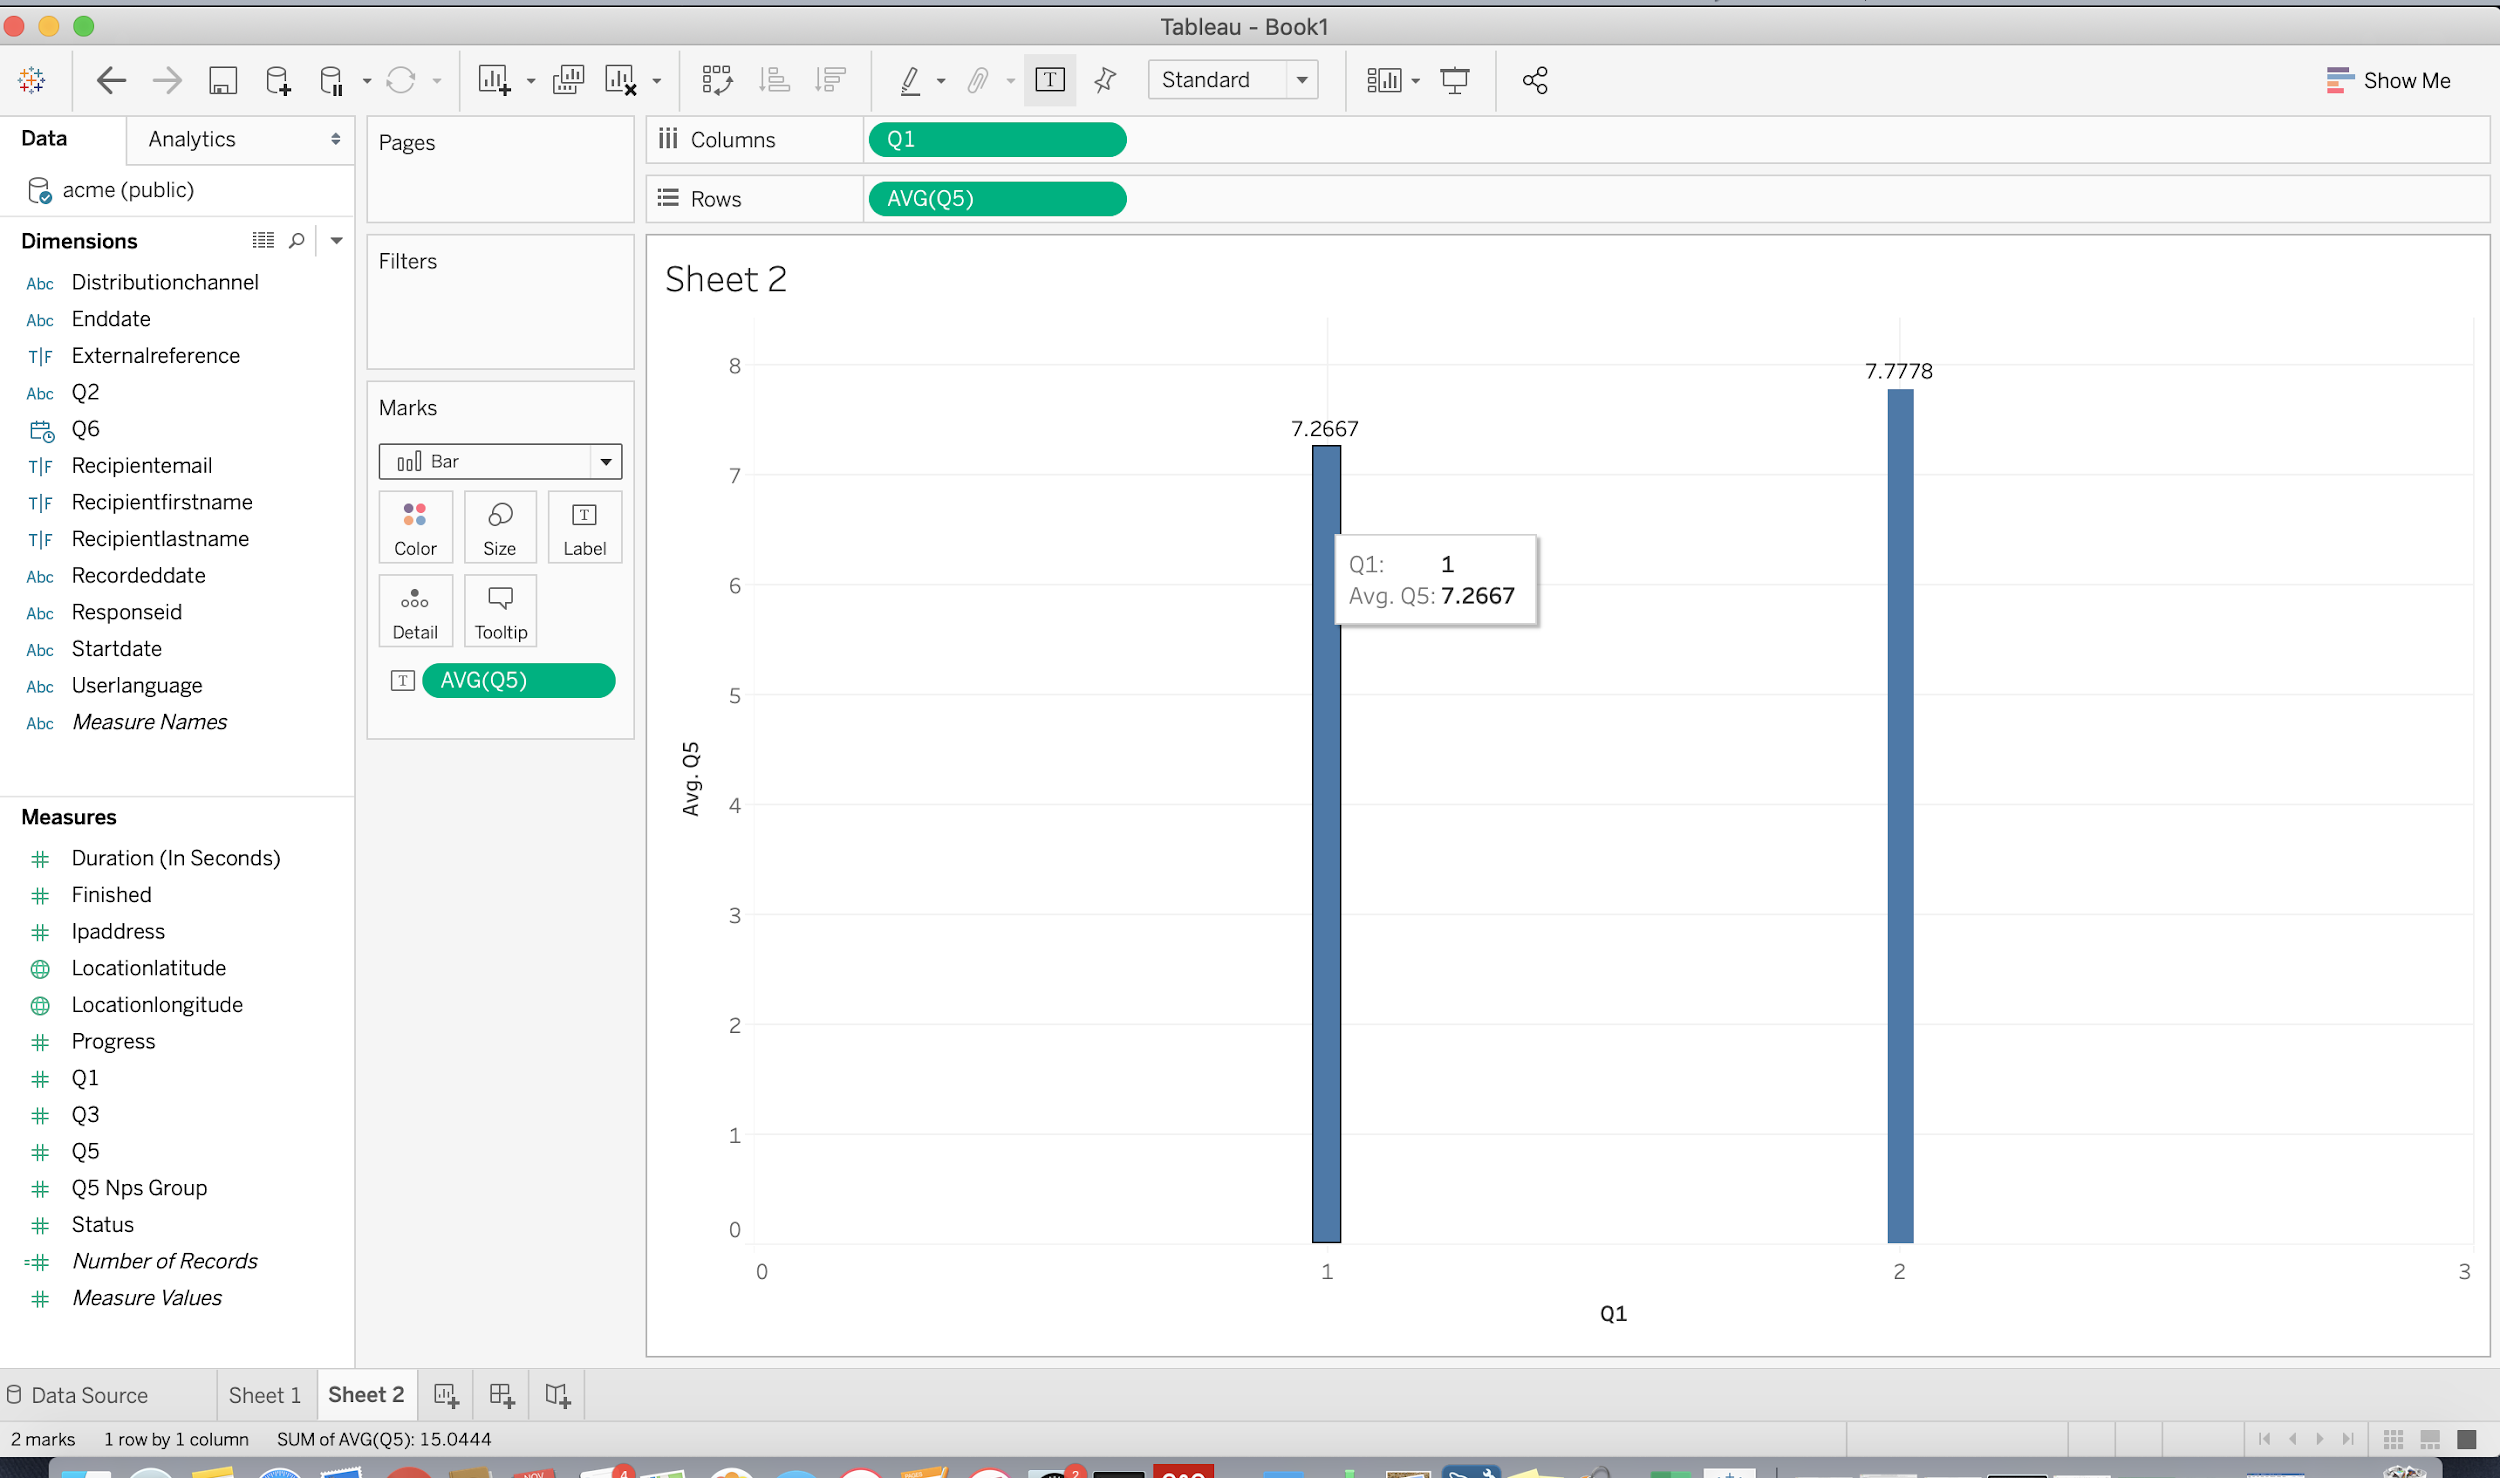 Tableau - Book1
Standard
Show Me
Data
Analytics
acme (public)
Dimensions
Abc Distributionchannel
Abc Enddate
T|F Externalreference
Abc Q2
Q6
T|F Recipientemail
T|F Recipientfirstname
T|F Recipientlastname
Abc Recordeddate
Abc Responseid
Abc Startdate
Abc Userlanguage
Abc Measure Names
Measures
Duration (In Seconds)
Finished
Ipaddress
Locationlatitude
Locationlongitude
Progress
Q1
Q3
Q5
Q5 Nps Group
Status
Number of Records
Measure Values
Pages
Filters
Marks
Bar
Color
Size
Label
Detail
Tooltip
AVG(Q5)
Columns
Q1
Rows
AVG(Q5)
Sheet 2
8
7
6
5
4
3
2
1
0
Avg. Q5
7.2667
7.7778
Q1: 1
Avg. Q5: 7.2667
0
1
2
3
Q1
Data Source
Sheet 1
Sheet 2
2 marks
1 row by 1 column
SUM of AVG(Q5): 15.0444
NOV
4
2